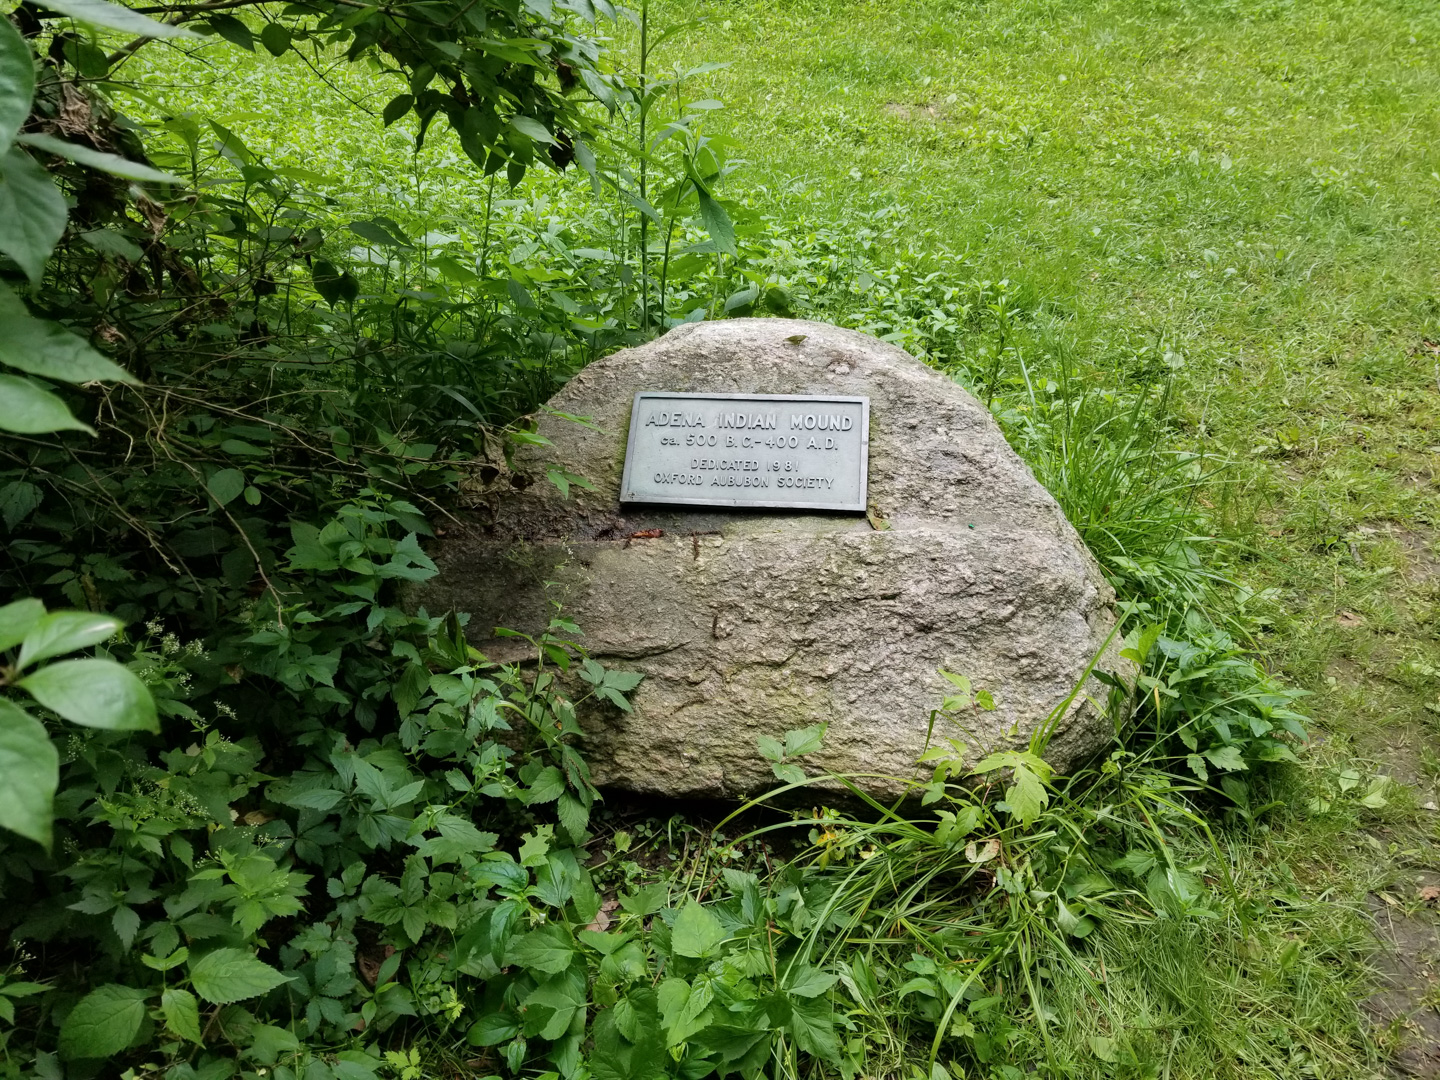 ADENA INDIAN MOUND
ca. 500 B.C.-400 A.D.
DEDICATED 1981
OXFORD AUBUBON SOCIETY